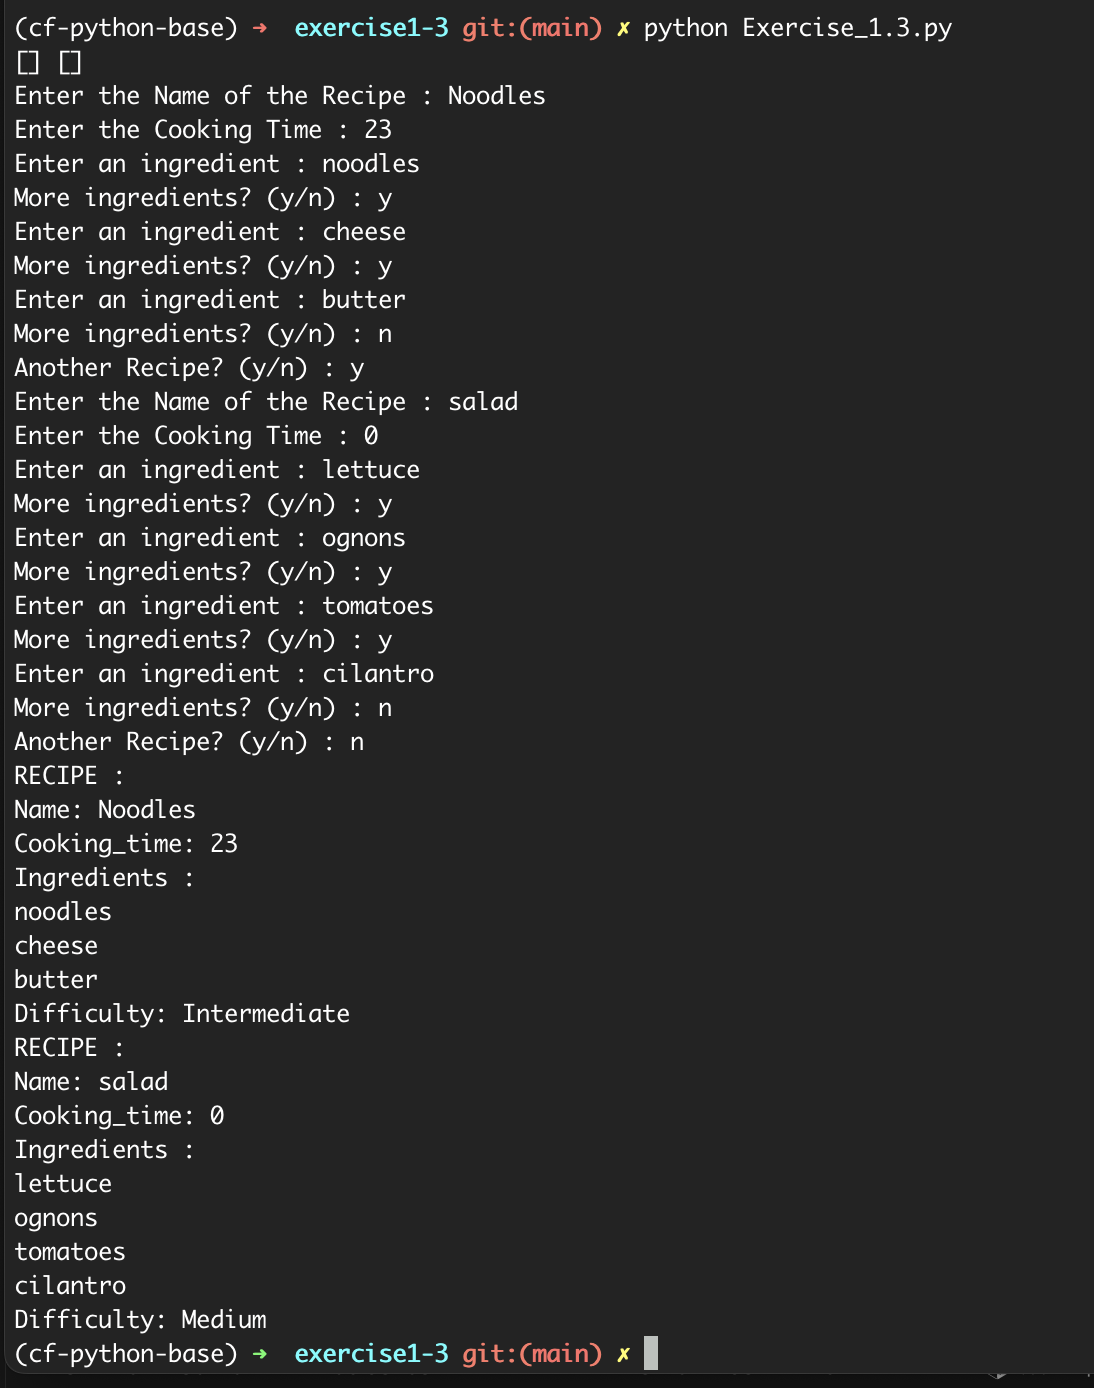 (cf-python-base) ➜  exercise1-3 git:(main) ✗ python Exercise_1.3.py
[] []
Enter the Name of the Recipe : Noodles
Enter the Cooking Time : 23
Enter an ingredient : noodles
More ingredients? (y/n) : y
Enter an ingredient : cheese
More ingredients? (y/n) : y
Enter an ingredient : butter
More ingredients? (y/n) : n
Another Recipe? (y/n) : y
Enter the Name of the Recipe : salad
Enter the Cooking Time : 0
Enter an ingredient : lettuce
More ingredients? (y/n) : y
Enter an ingredient : ognons
More ingredients? (y/n) : y
Enter an ingredient : tomatoes
More ingredients? (y/n) : y
Enter an ingredient : cilantro
More ingredients? (y/n) : n
Another Recipe? (y/n) : n
RECIPE :
Name: Noodles
Cooking_time: 23
Ingredients :
noodles
cheese
butter
Difficulty: Intermediate
RECIPE :
Name: salad
Cooking_time: 0
Ingredients :
lettuce
ognons
tomatoes
cilantro
Difficulty: Medium
(cf-python-base) ➜  exercise1-3 git:(main) ✗